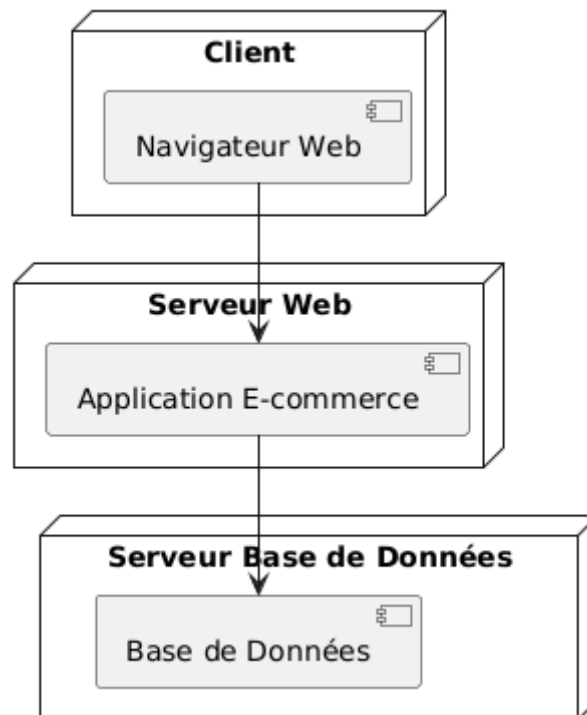 Client
Navigateur Web
Serveur Web
Application E-commerce
Serveur Base de Données
Base de Données